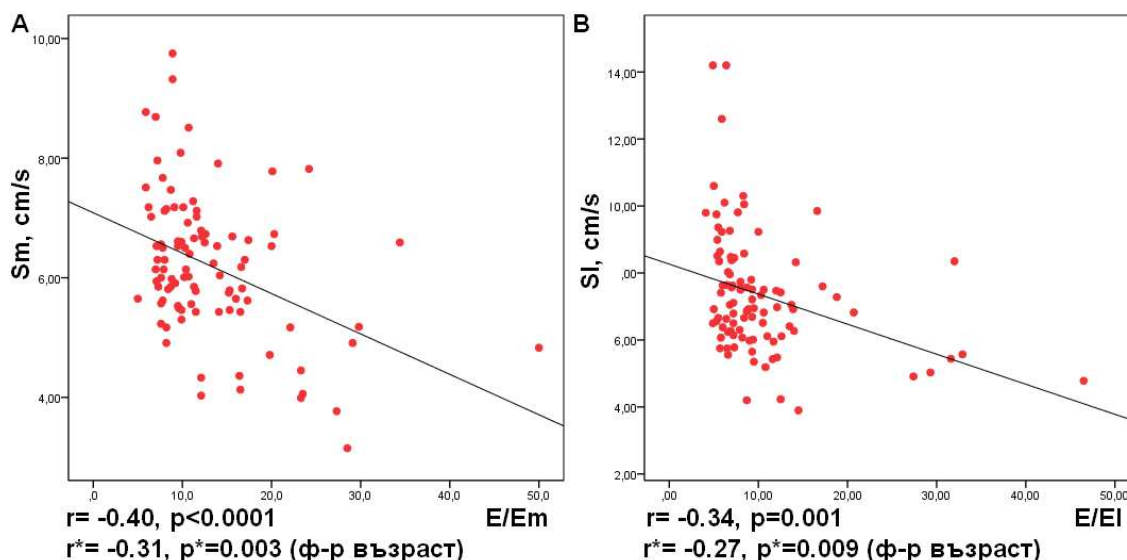 A
10,00
8,00
6,00
4,00
Sm, cm/s
,0
10,0
20,0
30,0
40,0
50,0
E/Em
r= -0.40, p<0.0001
r*= -0.31, p*=0.003 (ф-р възраст)
B
14,00
12,00
10,00
,00
6,00
4,00
2,00
Sl, cm/s
,00
10,00
20,00
30,00
40,00
50,00
E/El
r= -0.34, p=0.001
r*= -0.27, p*=0.009 (ф-р възраст)